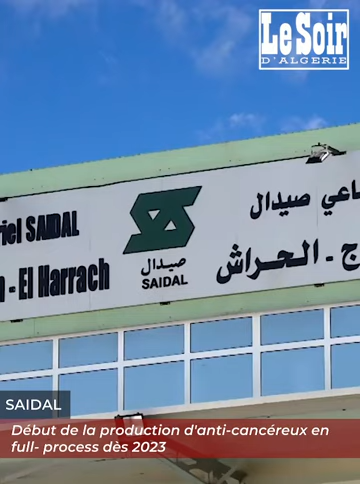 Le Soir
D'ALGERIE
riel SAIDAL
- El Harrach
صيدال
SAIDAL
اعي صيدال
ج - الحراش
SAIDAL
Début de la production d'anti-cancéreux en
full- process dès 2023